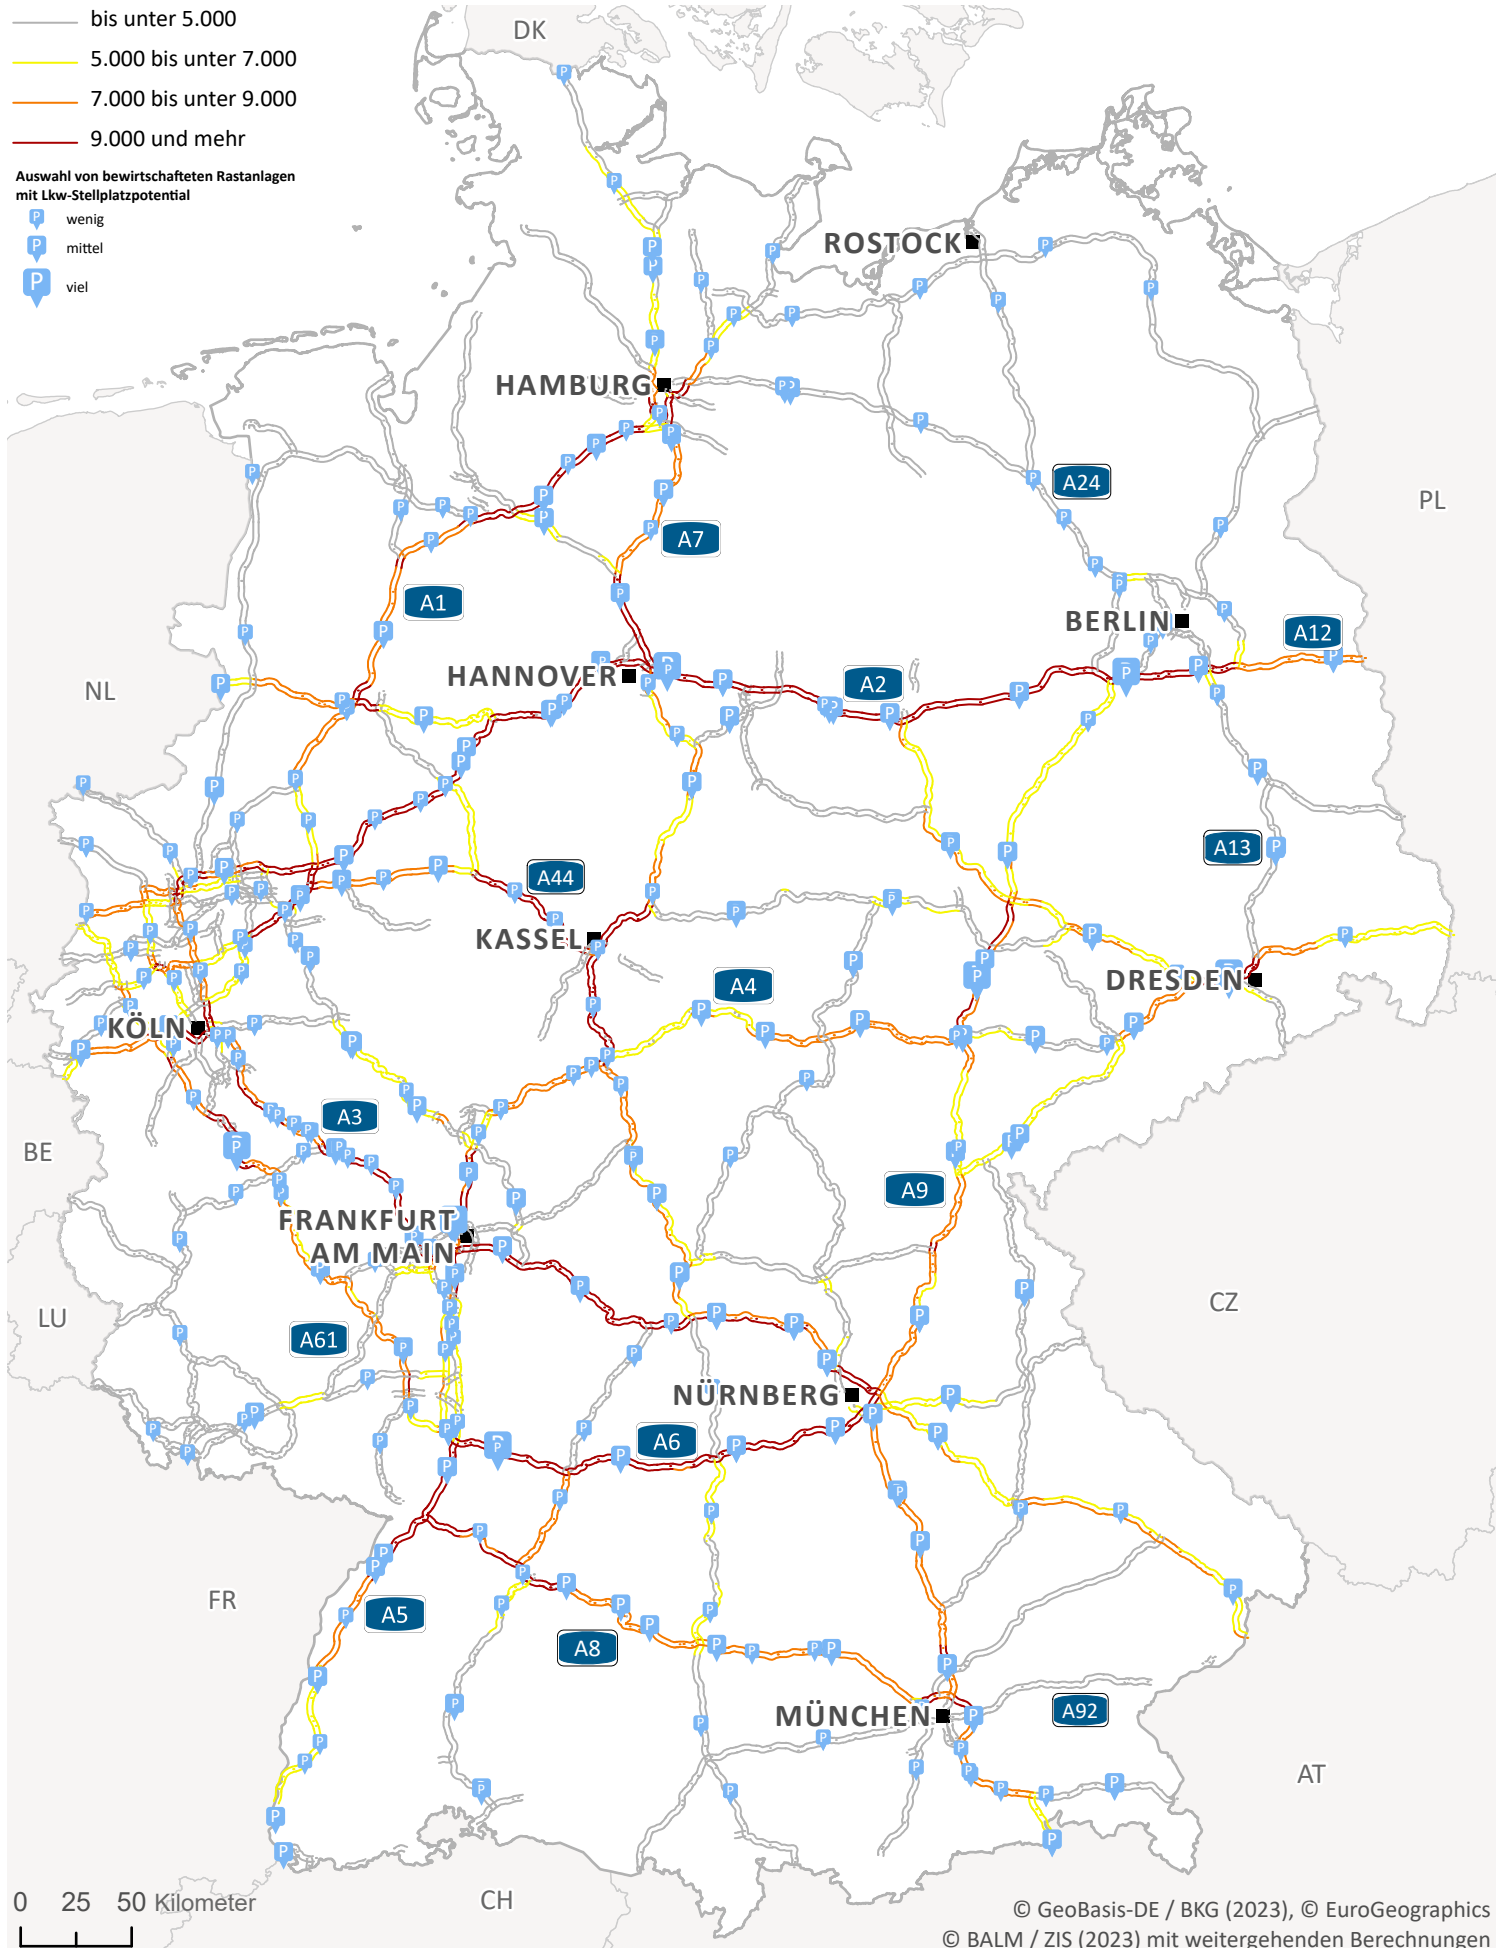 bis unter 5.000
5.000 bis unter 7.000
7.000 bis unter 9.000
9.000 und mehr
Auswahl von bewirtschafteten Rastanlagen
mit Lkw-Stellplatzpotential
P wenig
P mittel
P viel
DK
ROSTOCK
HAMBURG
A24
PL
A7
A1
BERLIN
A12
HANNOVER
A2
NL
A13
A44
KASSEL
A4
DRESDEN
KÖLN
A3
BE
A9
FRANKFURT
AM MAIN
CZ
LU
A61
NÜRNBERG
A6
FR
A5
A8
MÜNCHEN
A92
AT
CH
0 25 50 Kilometer
© GeoBasis-DE / BKG (2023), © EuroGeographics
© BALM / ZIS (2023) mit weitergehenden Berechnungen